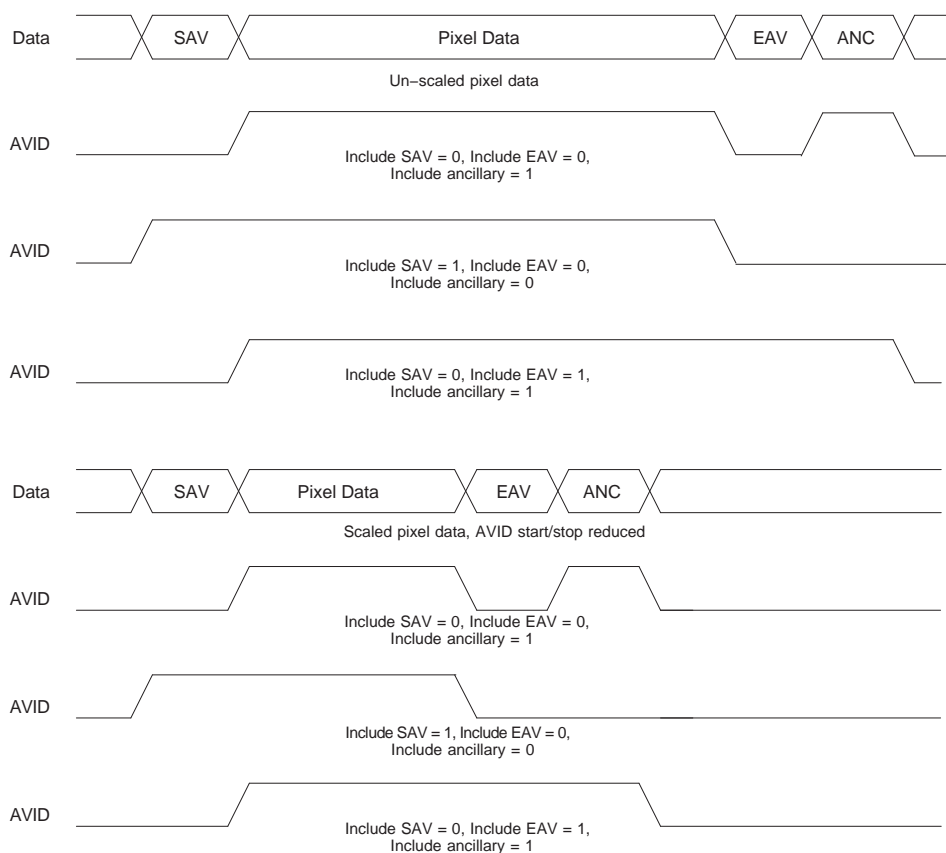 Data SAV Pixel Data EAV ANC
Un−scaled pixel data
AVID
Include SAV = 0, Include EAV = 0,
Include ancillary = 1
AVID
Include SAV = 1, Include EAV = 0,
Include ancillary = 0
AVID
Include SAV = 0, Include EAV = 1,
Include ancillary = 1
Data SAV Pixel Data EAV ANC
Scaled pixel data, AVID start/stop reduced
AVID
Include SAV = 0, Include EAV = 0,
Include ancillary = 1
AVID
Include SAV = 1, Include EAV = 0,
Include ancillary = 0
AVID
Include SAV = 0, Include EAV = 1,
Include ancillary = 1